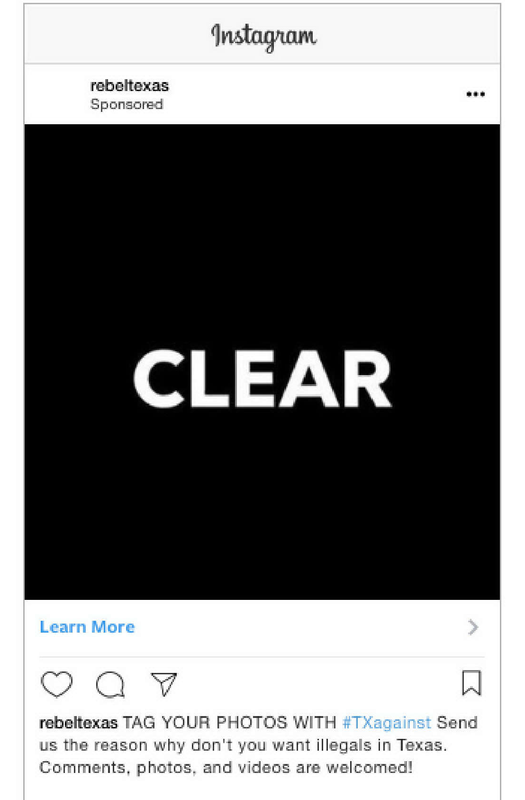 Instagram
rebeltexas
Sponsored
•••
CLEAR
Learn More
rebeltexas TAG YOUR PHOTOS WITH #TXagainst Send
us the reason why don't you want illegals in Texas.
Comments, photos, and videos are welcomed!